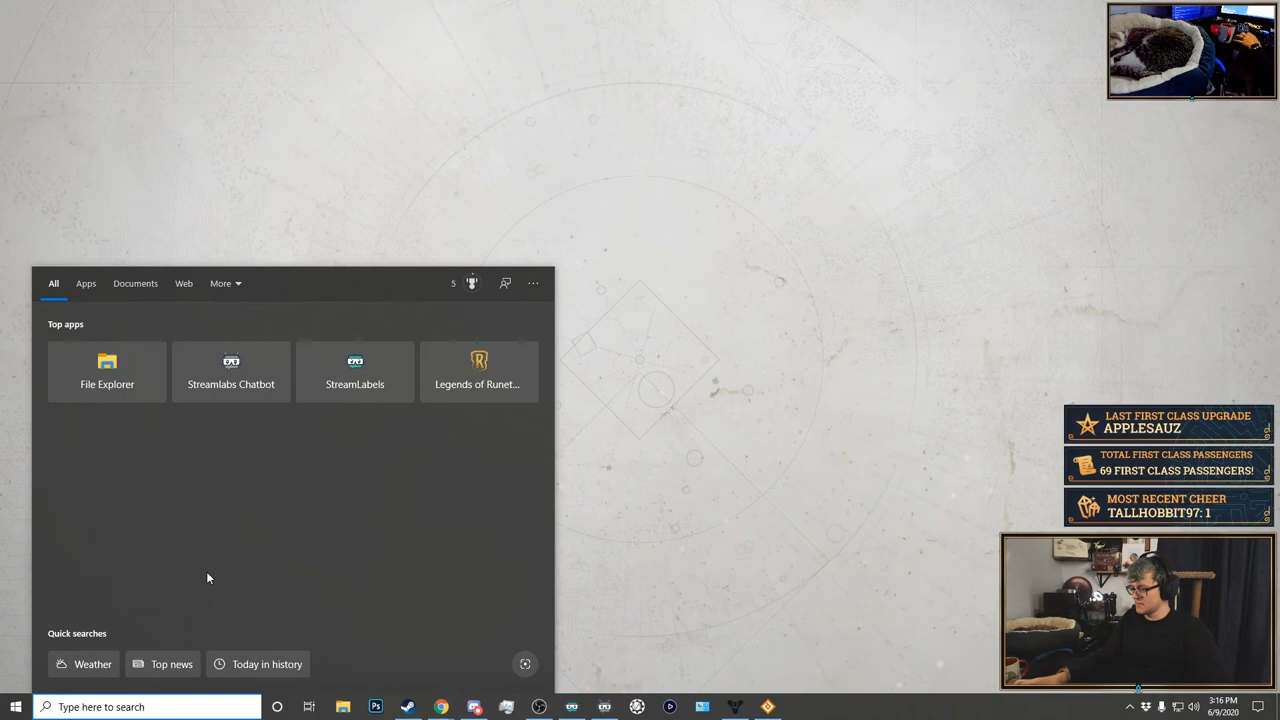 All
Apps
Documents
Web
More
5
Top apps
File Explorer
Streamlabs Chatbot
StreamLabels
Legends of Runet...
LAST FIRST CLASS UPGRADE
APPLESAUZ
TOTAL FIRST CLASS PASSENGERS
69 FIRST CLASS PASSENGERS!
MOST RECENT CHEER
TALLHOBBIT97: 1
Quick searches
Weather
Top news
Today in history
Type here to search
Ps
3:16 PM
6/9/2020